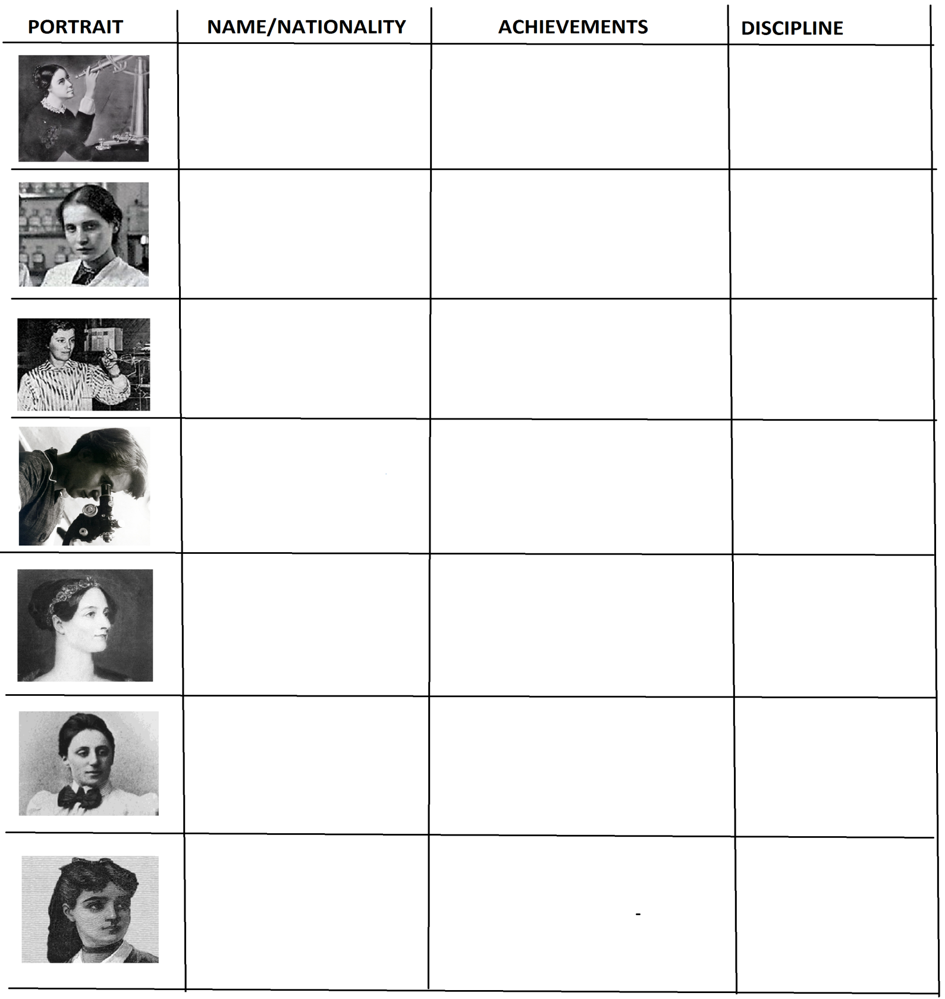 PORTRAIT
NAME/NATIONALITY
ACHIEVEMENTS
DISCIPLINE